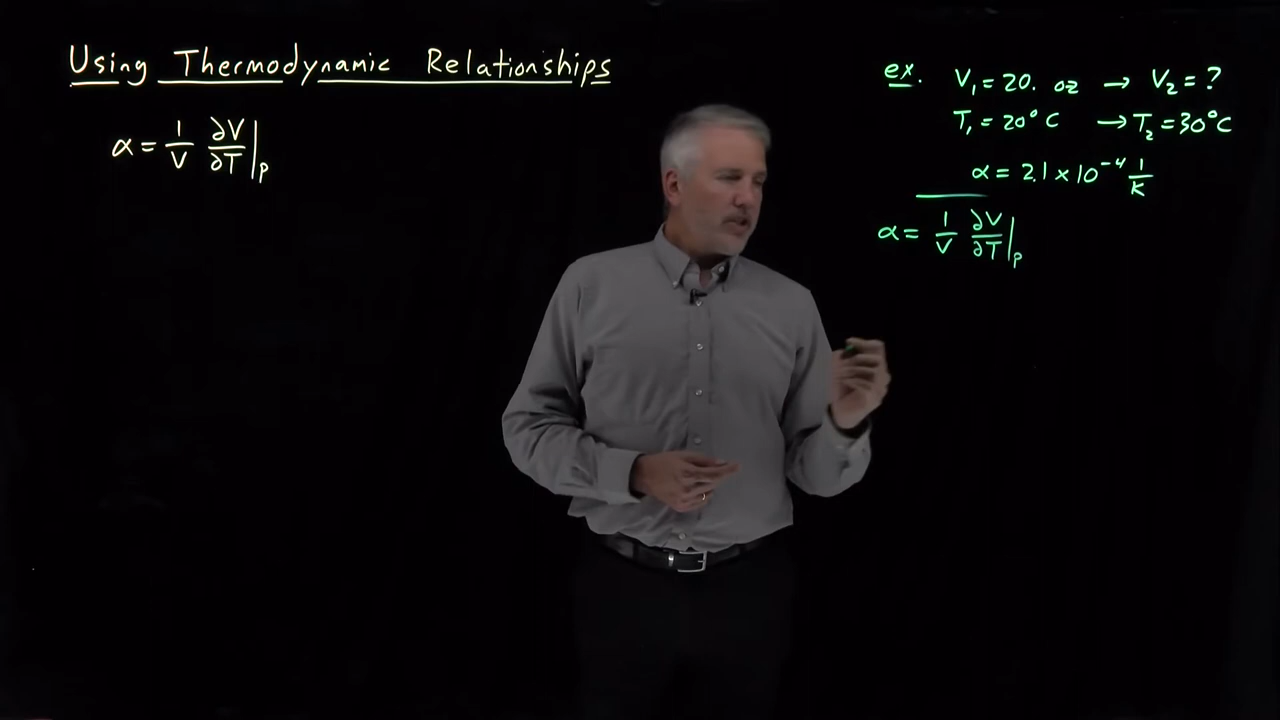 Using Thermodynamic Relationships
α = 1/V ∂V/∂T|p
ex. V₁ = 20. oz → V₂ = ?
T₁ = 20°C → T₂ = 30°C
α = 2.1 × 10⁻⁴ 1/K
α = 1/V ∂V/∂T|p